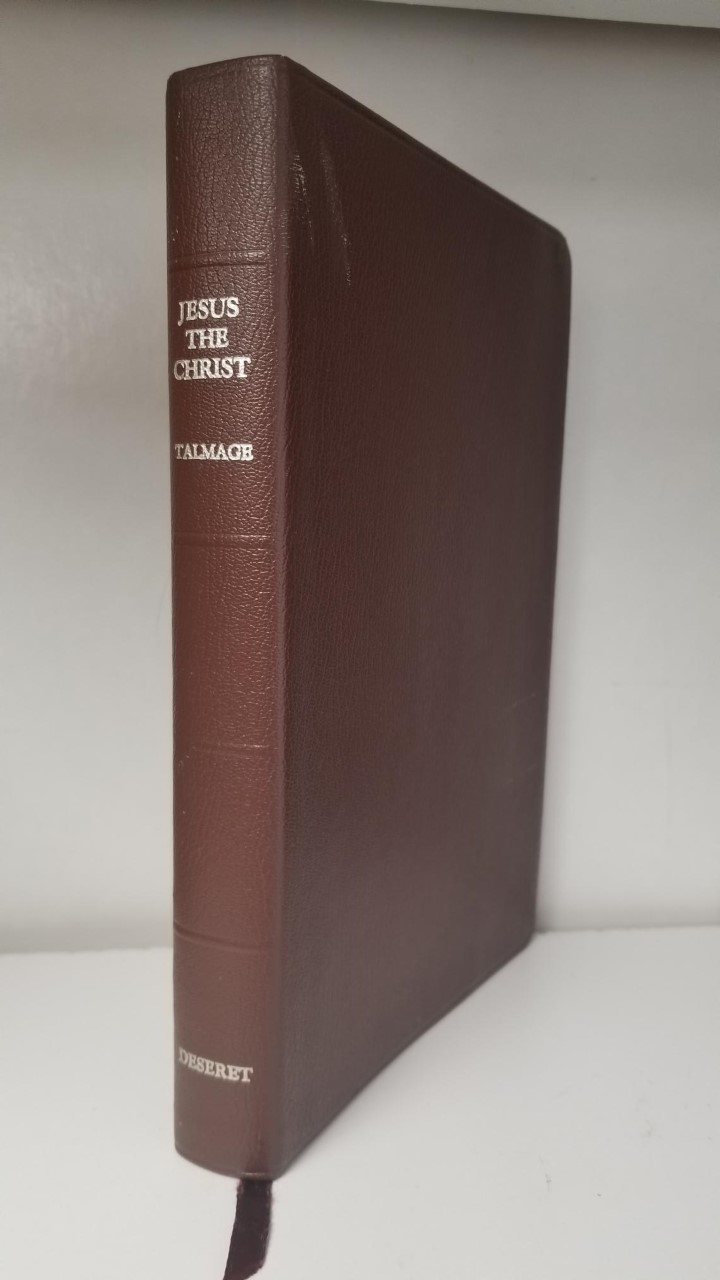 JESUS
THE
CHRIST
TALMAGE
DESERET